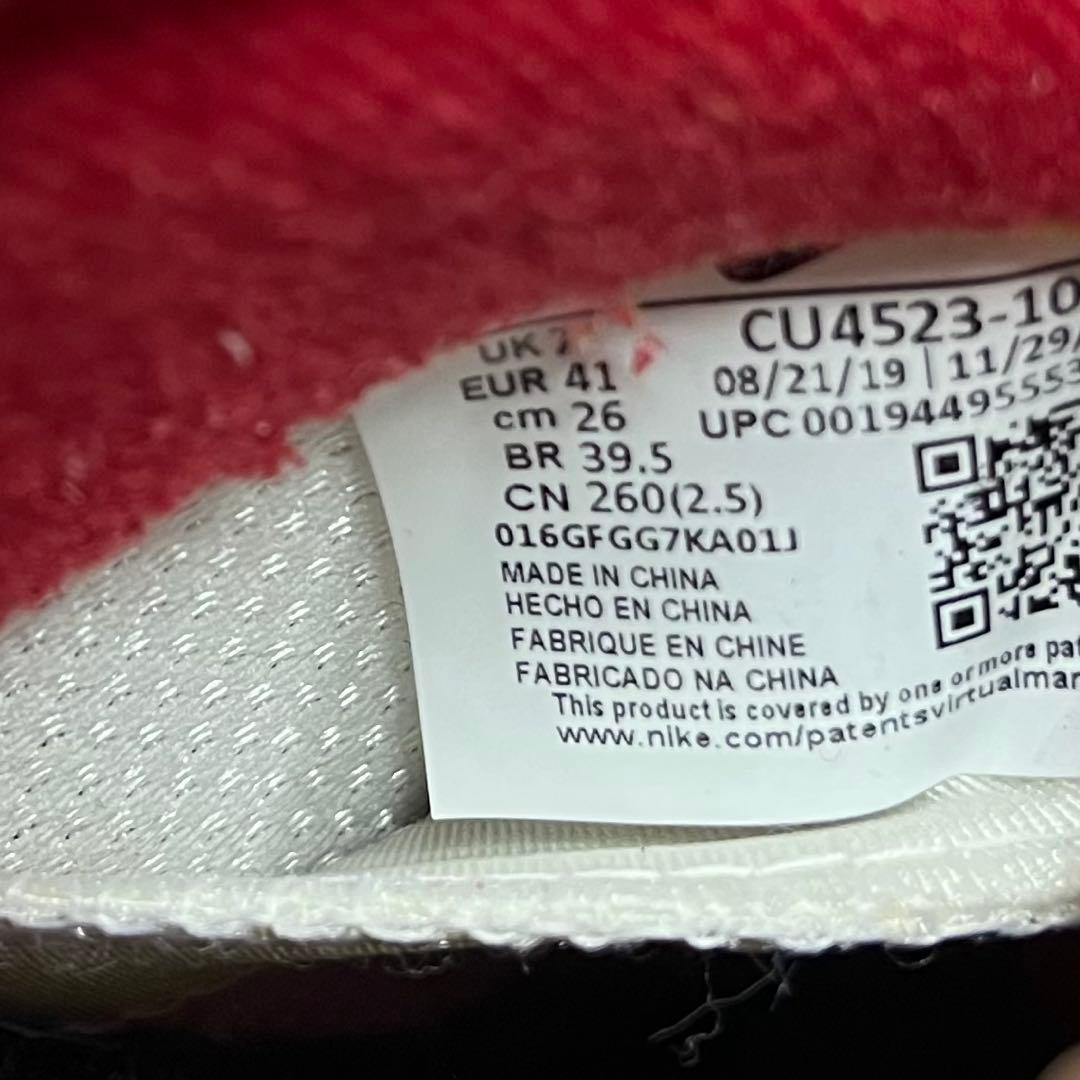 UK 7
EUR 41
cm 26
BR 39.5
CN 260(2.5)
016GFGG7KA01J
MADE IN CHINA
HECHO EN CHINA
FABRIQUE EN CHINE
FABRICADO NA CHINA
This product is covered by one or more
www.nike.com/patentsvirtualmar
CU4523-10
08/21/19 | 11/29/
UPC 001944955553